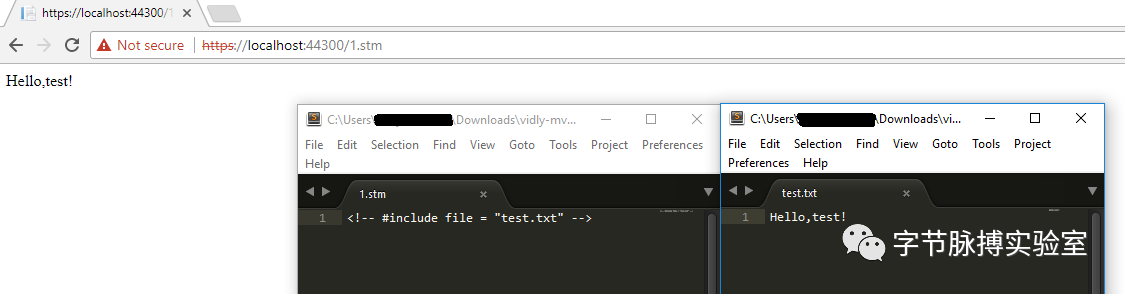 https://localhost:44300/1
Not secure https://localhost:44300/1.stm
Hello,test!
C:\Users\ \Downloads\vidly-mv...
File Edit Selection Find View Goto Tools Project Preferences
Help
1.stm
1 <!-- #include file = "test.txt" -->
C:\Users\ \Downloads\vi...
File Edit Selection Find View Goto Tools Project
Preferences Help
test.txt
1 Hello,test!
字节脉搏实验室